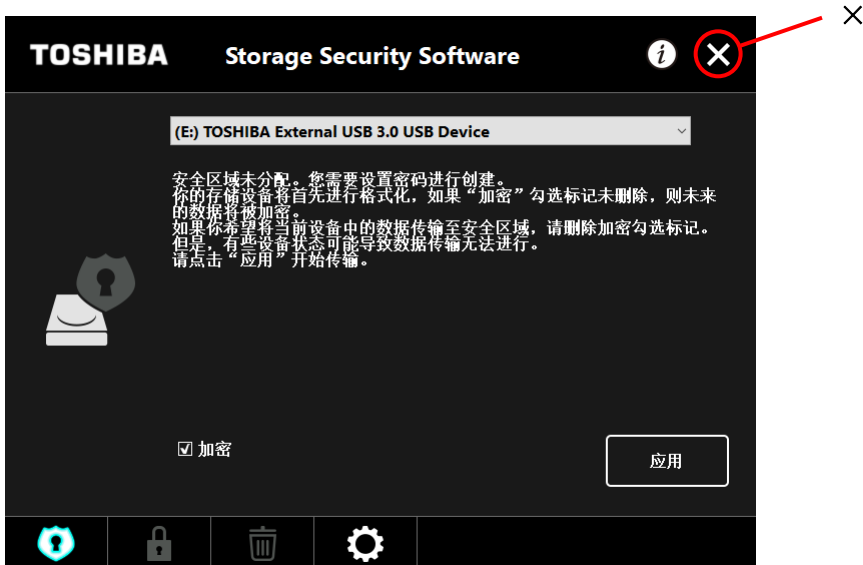 TOSHIBA Storage Security Software
(E:) TOSHIBA External USB 3.0 USB Device
安全区域未分配。您需要设置密码进行创建。
你的存储设备将首先进行格式化，如果“加密”勾选标记未删除，则未来
的数据将被加密。
如果你希望将当前设备中的数据传输至安全区域，请删除加密勾选标记。
但是，有些设备状态可能导致数据传输无法进行。
请点击“应用”开始传输。
加密
应用